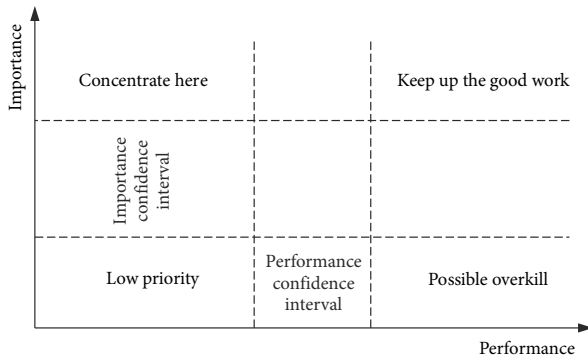 Importance
Concentrate here
Keep up the good work
Importance
confidence
interval
Low priority
Performance
confidence
interval
Possible overkill
Performance